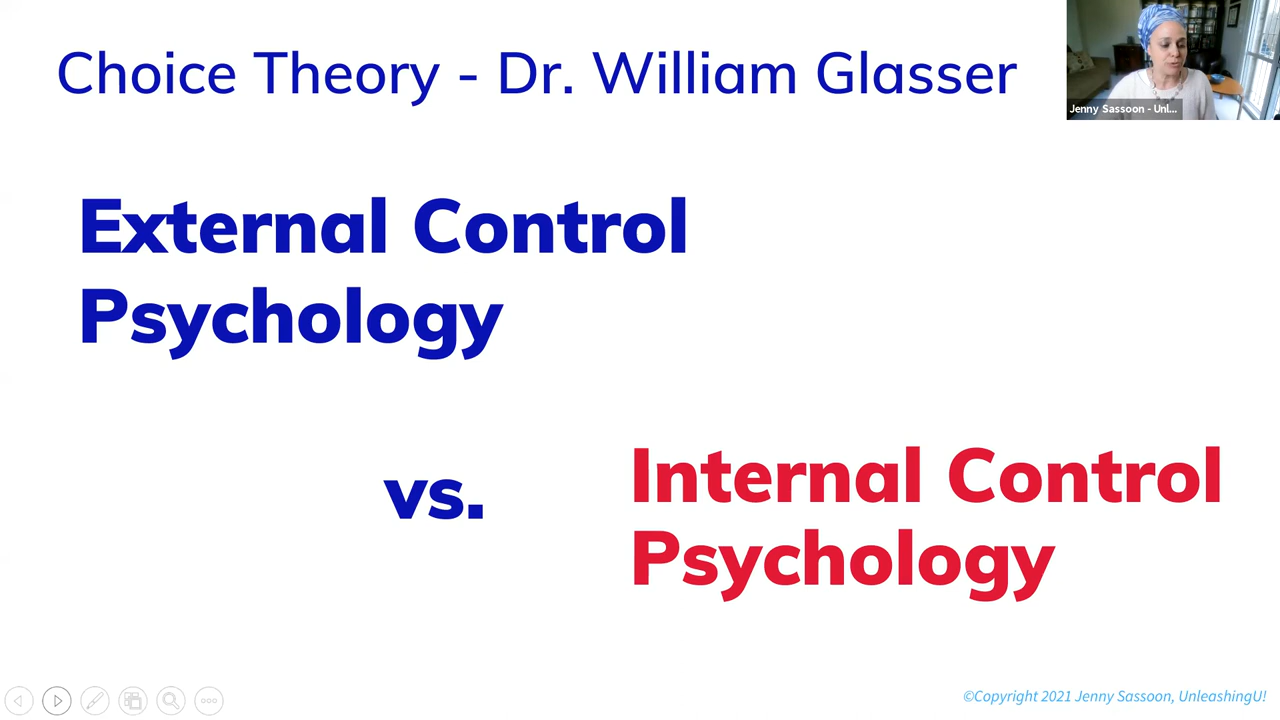 Choice Theory - Dr. William Glasser
Jenny Sassoon - Unl...
External Control
Psychology
vs.
Internal Control
Psychology
©Copyright 2021 Jenny Sassoon, UnleashingU!